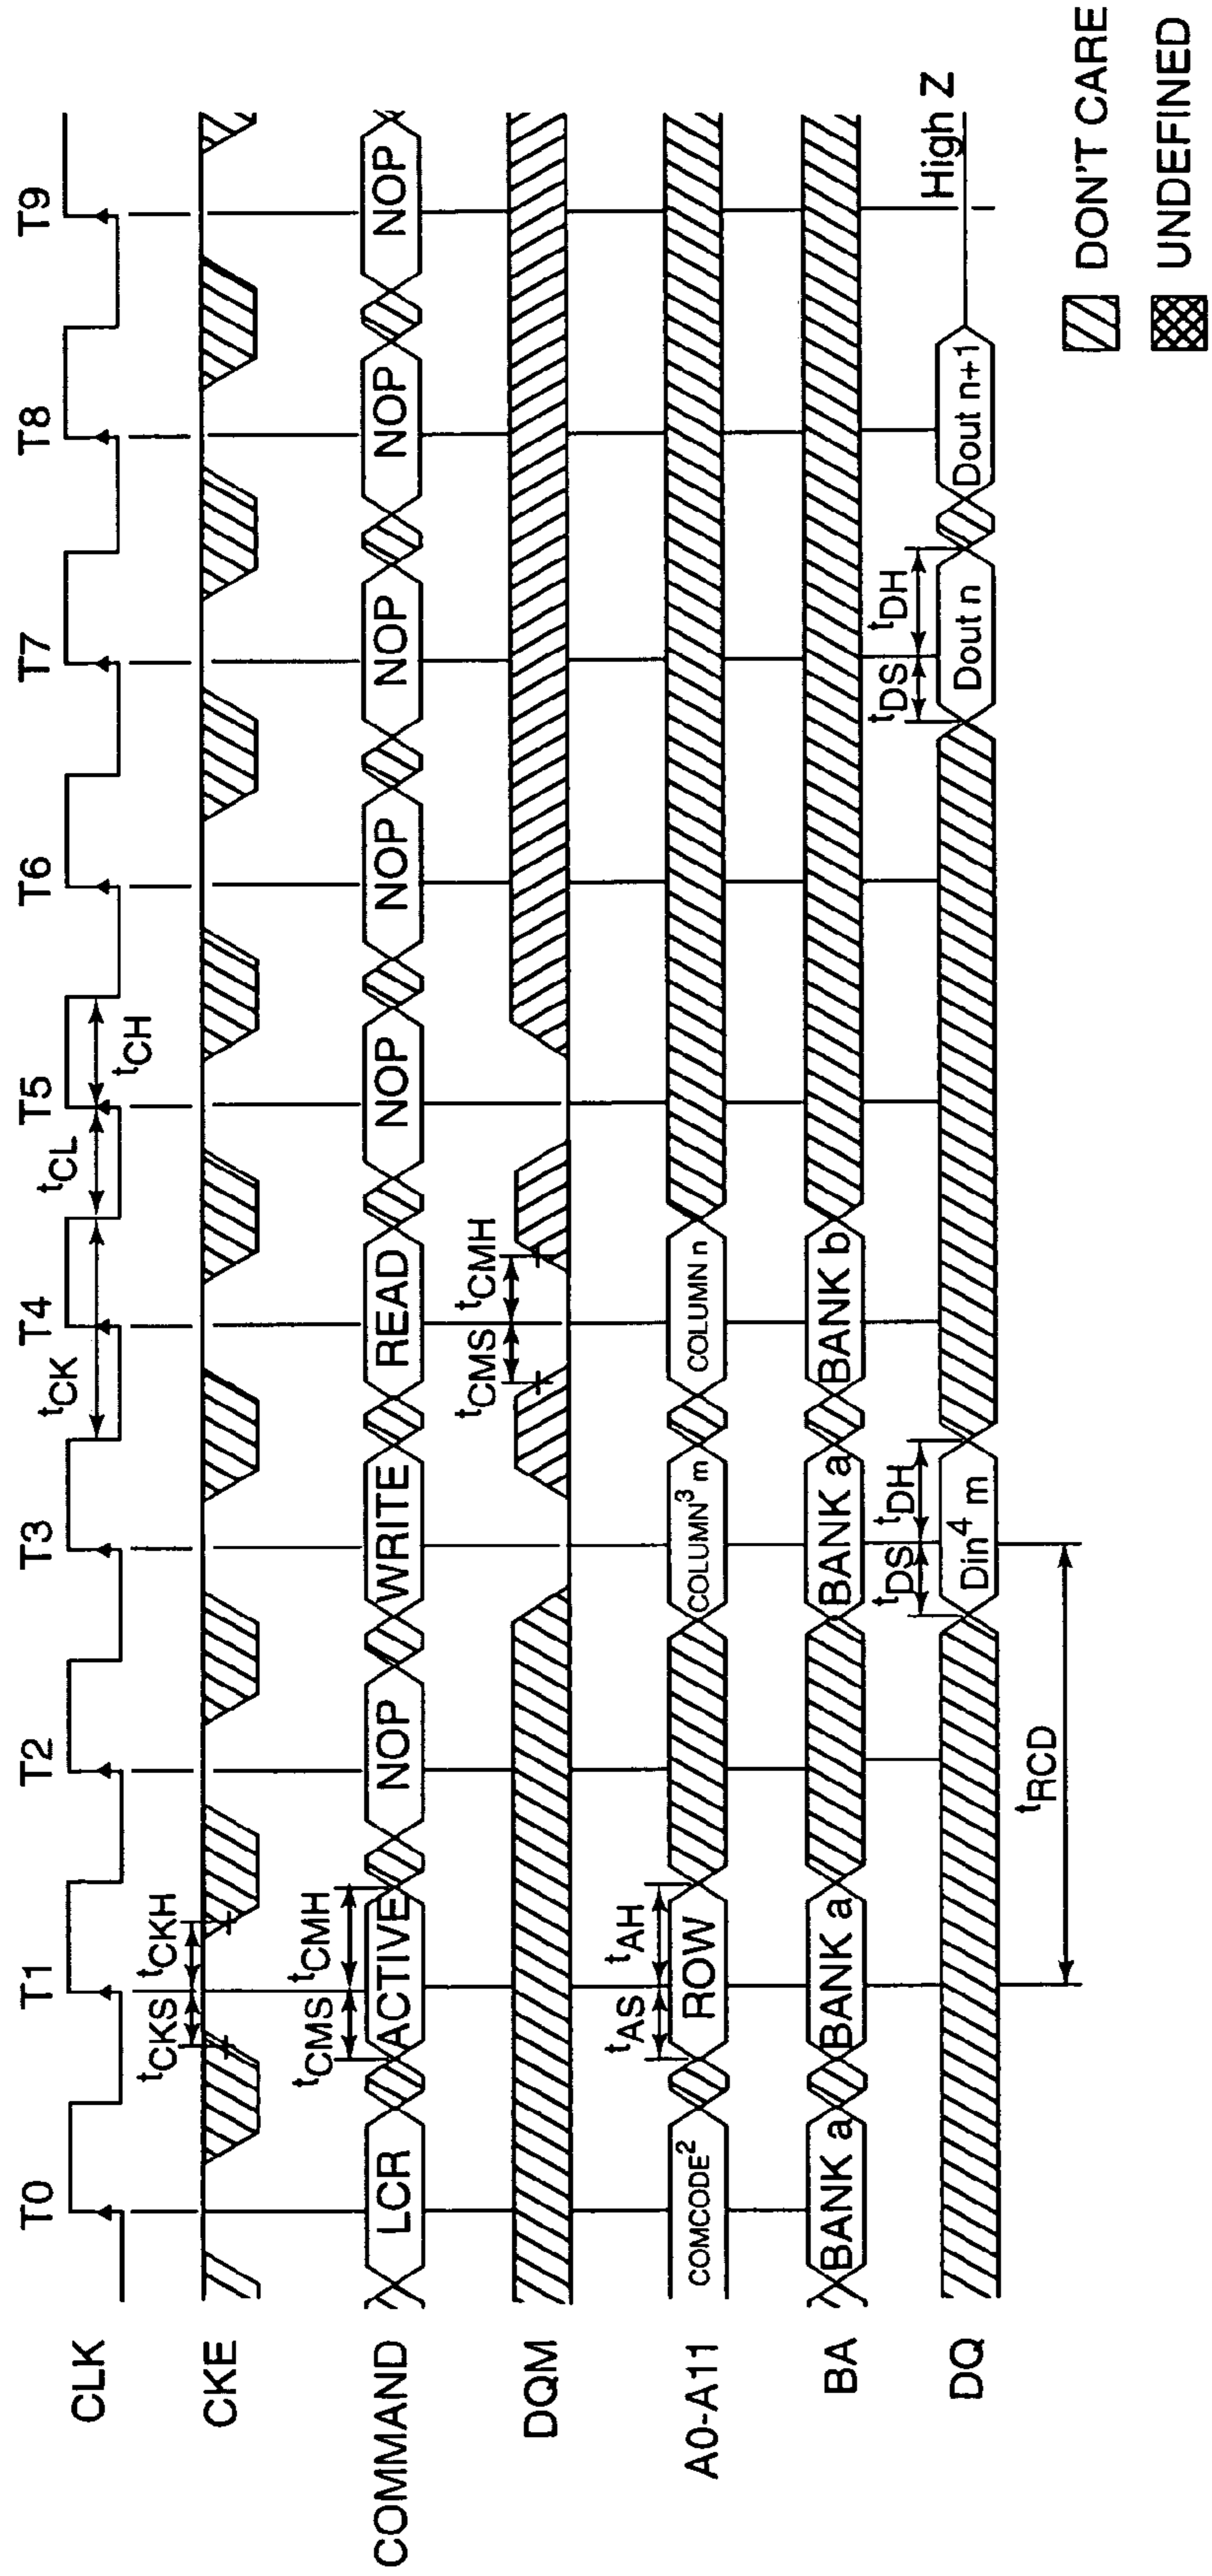 T0 T1 T2 T3 T4 T5 T6 T7 T8 T9
CLK
tCK tCL tCH
CKE
tCKS tCKH
COMMAND LCR ACTIVE NOP WRITE READ NOP NOP NOP NOP NOP
tCMS tCMH
DQM
tCMS tCMH
A0-A11 COMCODE² ROW COLUMN³ m COLUMN n
tAS tAH
BA BANK a BANK a BANK a BANK b
DQ Din⁴ m Dout n Dout n+1 High Z
tDS tDH tDS tDH
tRCD
DON'T CARE
UNDEFINED